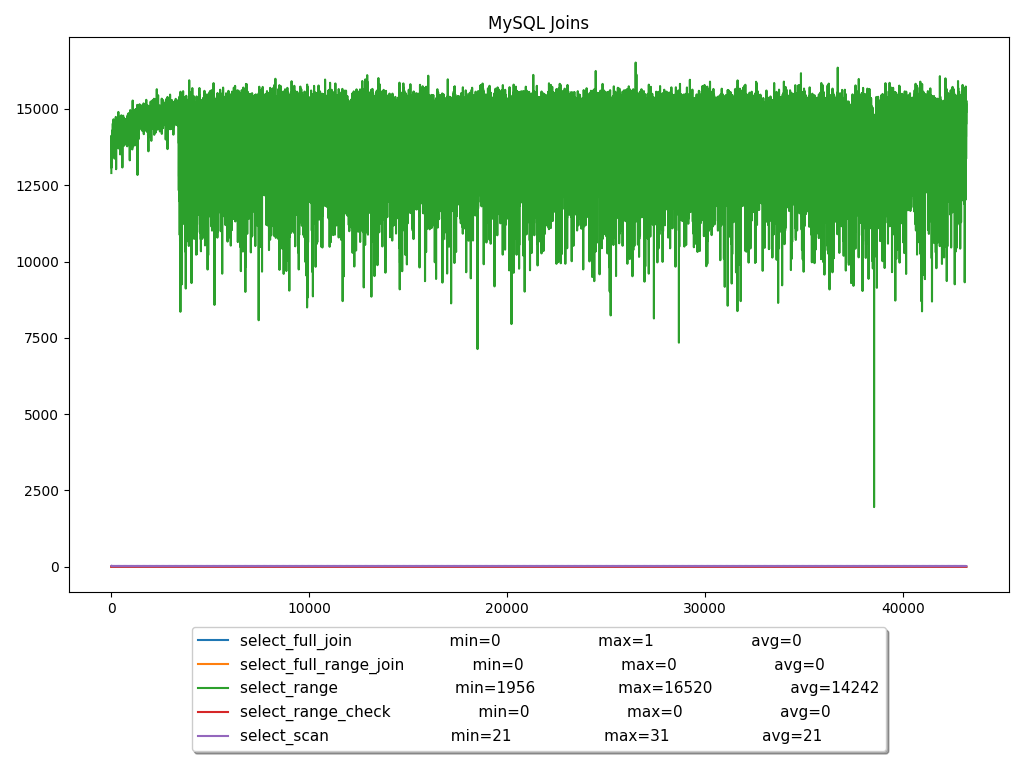 MySQL Joins
15000
12500
10000
7500
5000
2500
0
0 10000 20000 30000 40000
select_full_join min=0 max=1 avg=0
select_full_range_join min=0 max=0 avg=0
select_range min=1956 max=16520 avg=14242
select_range_check min=0 max=0 avg=0
select_scan min=21 max=31 avg=21